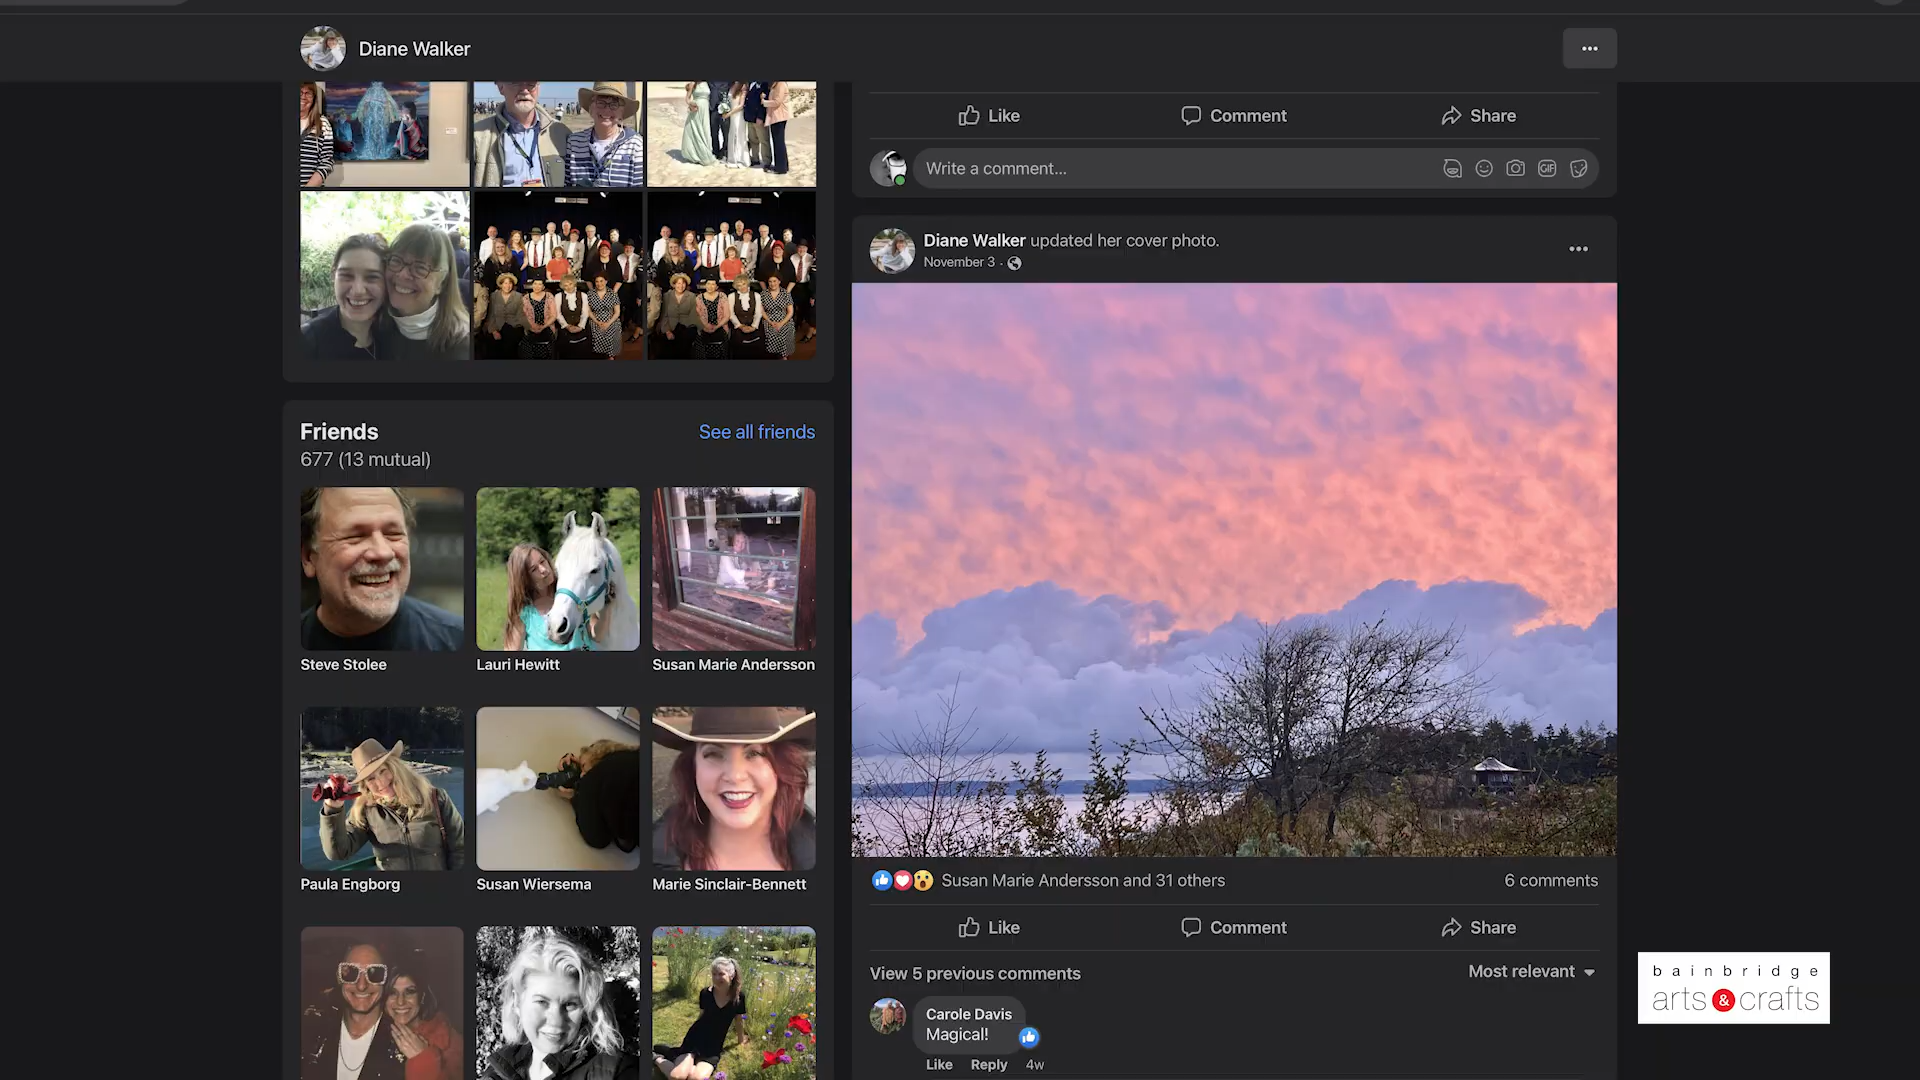 Diane Walker
Like
Comment
Share
Write a comment...
GIF
Diane Walker updated her cover photo.
November 3 ·
Friends
See all friends
677 (13 mutual)
Steve Stolee
Lauri Hewitt
Susan Marie Andersson
Paula Engborg
Susan Wiersema
Marie Sinclair-Bennett
Susan Marie Andersson and 31 others
6 comments
Like
Comment
Share
View 5 previous comments
Most relevant
Carole Davis
Magical!
Like
Reply
4w
bainbridge
arts & crafts